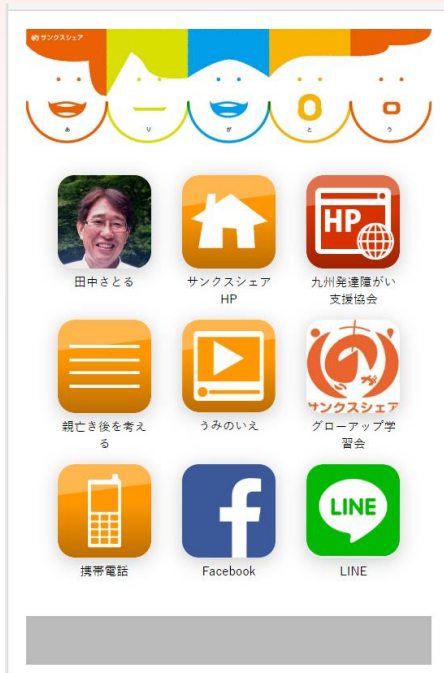 サンクスシェア
あ り が と う
HP
田中さとる
サンクスシェア
HP
九州発達障がい
支援協会
サンクスシェア
親亡き後を考え
る
うみのいえ
グローアップ学
習会
LINE
携帯電話
Facebook
LINE